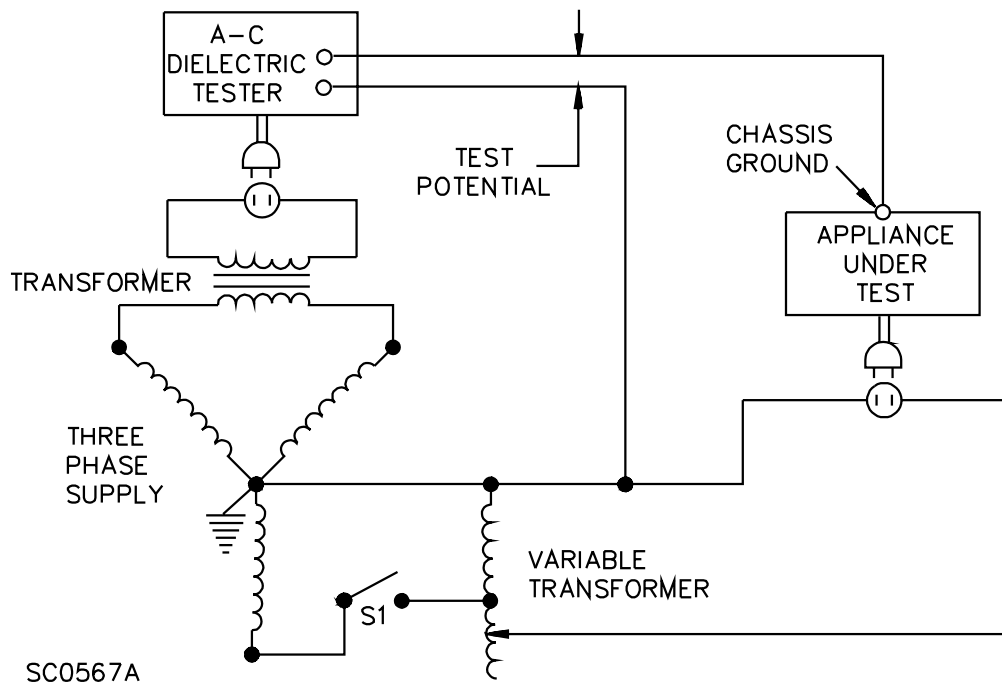 A-C
DIELECTRIC
TESTER
TEST
POTENTIAL
CHASSIS
GROUND
APPLIANCE
UNDER
TEST
TRANSFORMER
THREE
PHASE
SUPPLY
VARIABLE
TRANSFORMER
S1
SC0567A